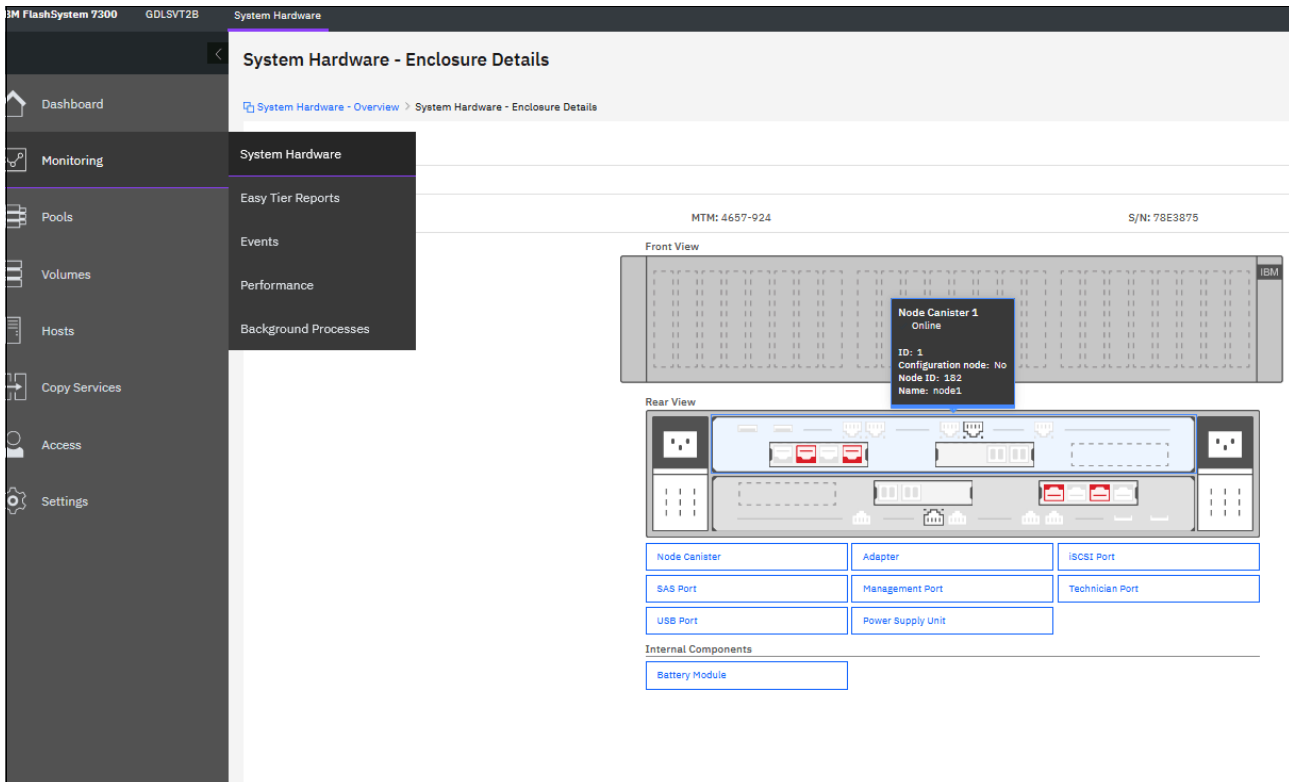 BM FlashSystem 7300 GDLSVT2B System Hardware
System Hardware - Enclosure Details
System Hardware - Overview > System Hardware - Enclosure Details
Dashboard
Monitoring
Pools
Volumes
Hosts
Copy Services
Access
Settings
System Hardware
Easy Tier Reports
Events
Performance
Background Processes
MTM: 4657-924 S/N: 78E3875
Front View
IBM
Node Canister 1
Online
ID: 1
Configuration node: No
Node ID: 182
Name: node1
Rear View
Node Canister Adapter iSCSI Port
SAS Port Management Port Technician Port
USB Port Power Supply Unit
Internal Components
Battery Module